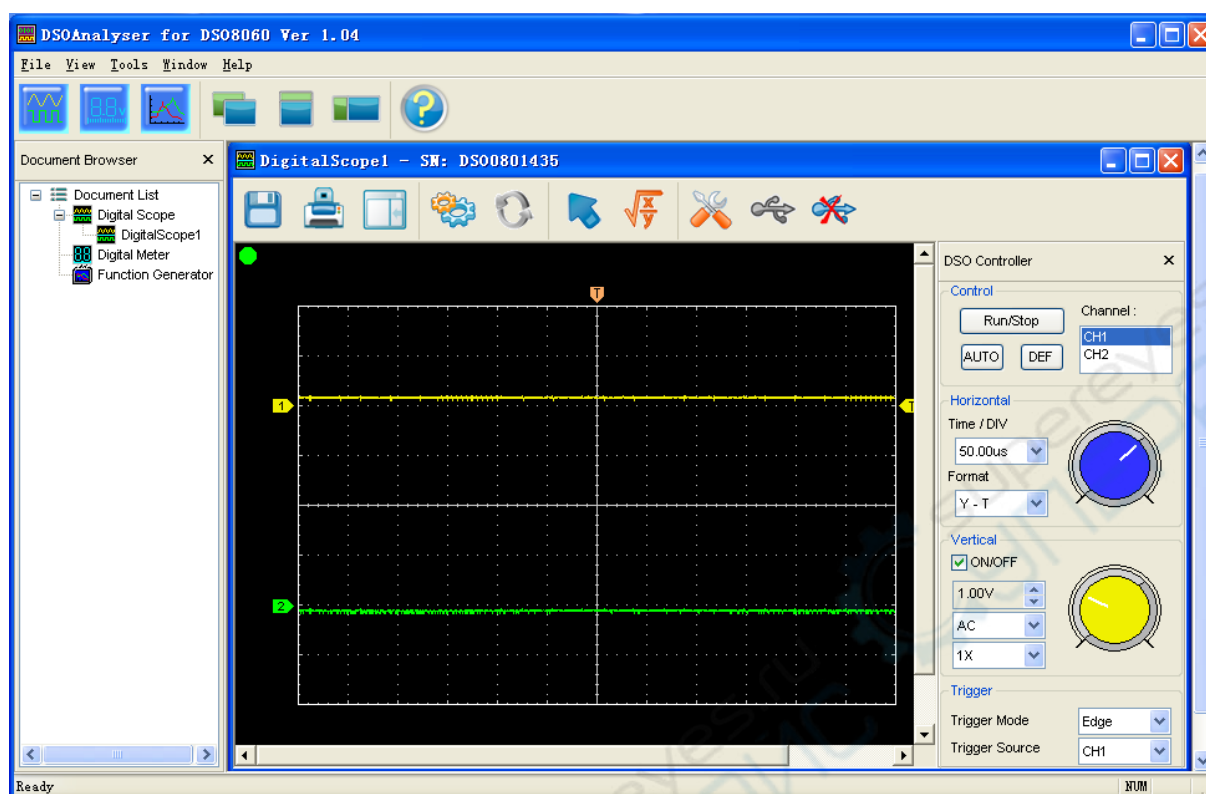 DSOAnalyser for DSO8060 Ver 1.04
File View Tools Window Help
8.8v
?
Document Browser
Document List
Digital Scope
DigitalScope1
Digital Meter
Function Generator
DigitalScope1 - SN: DSO0801435
x
y
T
1
T
2
DSO Controller
Control
Run/Stop
AUTO DEF
Channel :
CH1
CH2
Horizontal
Time / DIV
50.00us
Format
Y - T
Vertical
ON/OFF
1.00V
AC
1X
Trigger
Trigger Mode Edge
Trigger Source CH1
Ready NUM